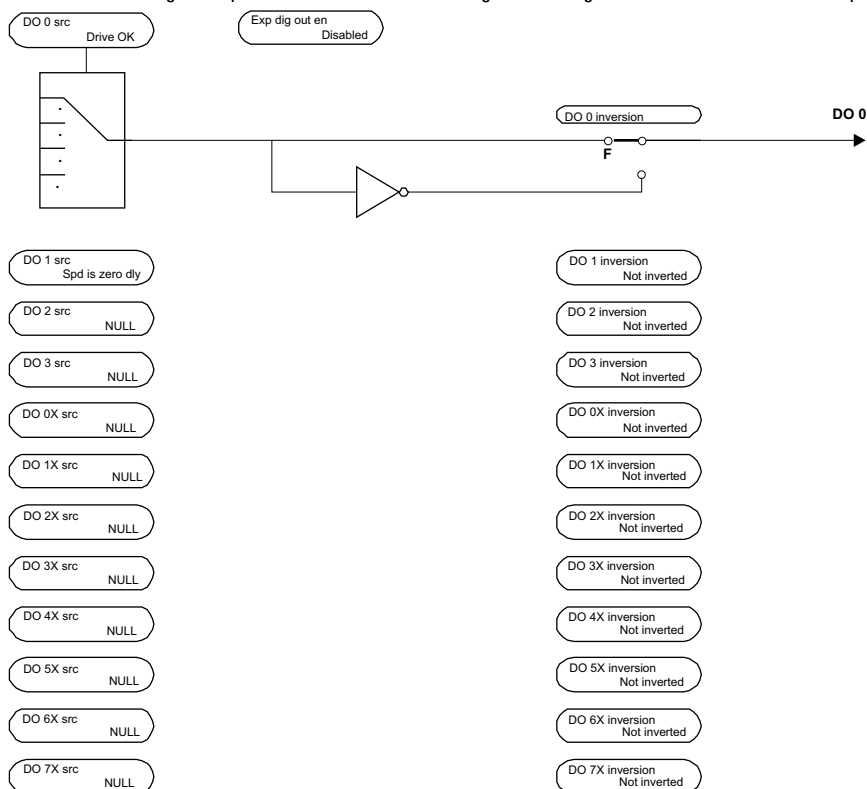 DO 0 src
Drive OK
Exp dig out en
Disabled
DO 0 inversion
DO 0
F
DO 1 src
Spd is zero dly
DO 1 inversion
Not inverted
DO 2 src
NULL
DO 2 inversion
Not inverted
DO 3 src
NULL
DO 3 inversion
Not inverted
DO 0X src
NULL
DO 0X inversion
Not inverted
DO 1X src
NULL
DO 1X inversion
Not inverted
DO 2X src
NULL
DO 2X inversion
Not inverted
DO 3X src
NULL
DO 3X inversion
Not inverted
DO 4X src
NULL
DO 4X inversion
Not inverted
DO 5X src
NULL
DO 5X inversion
Not inverted
DO 6X src
NULL
DO 6X inversion
Not inverted
DO 7X src
NULL
DO 7X inversion
Not inverted